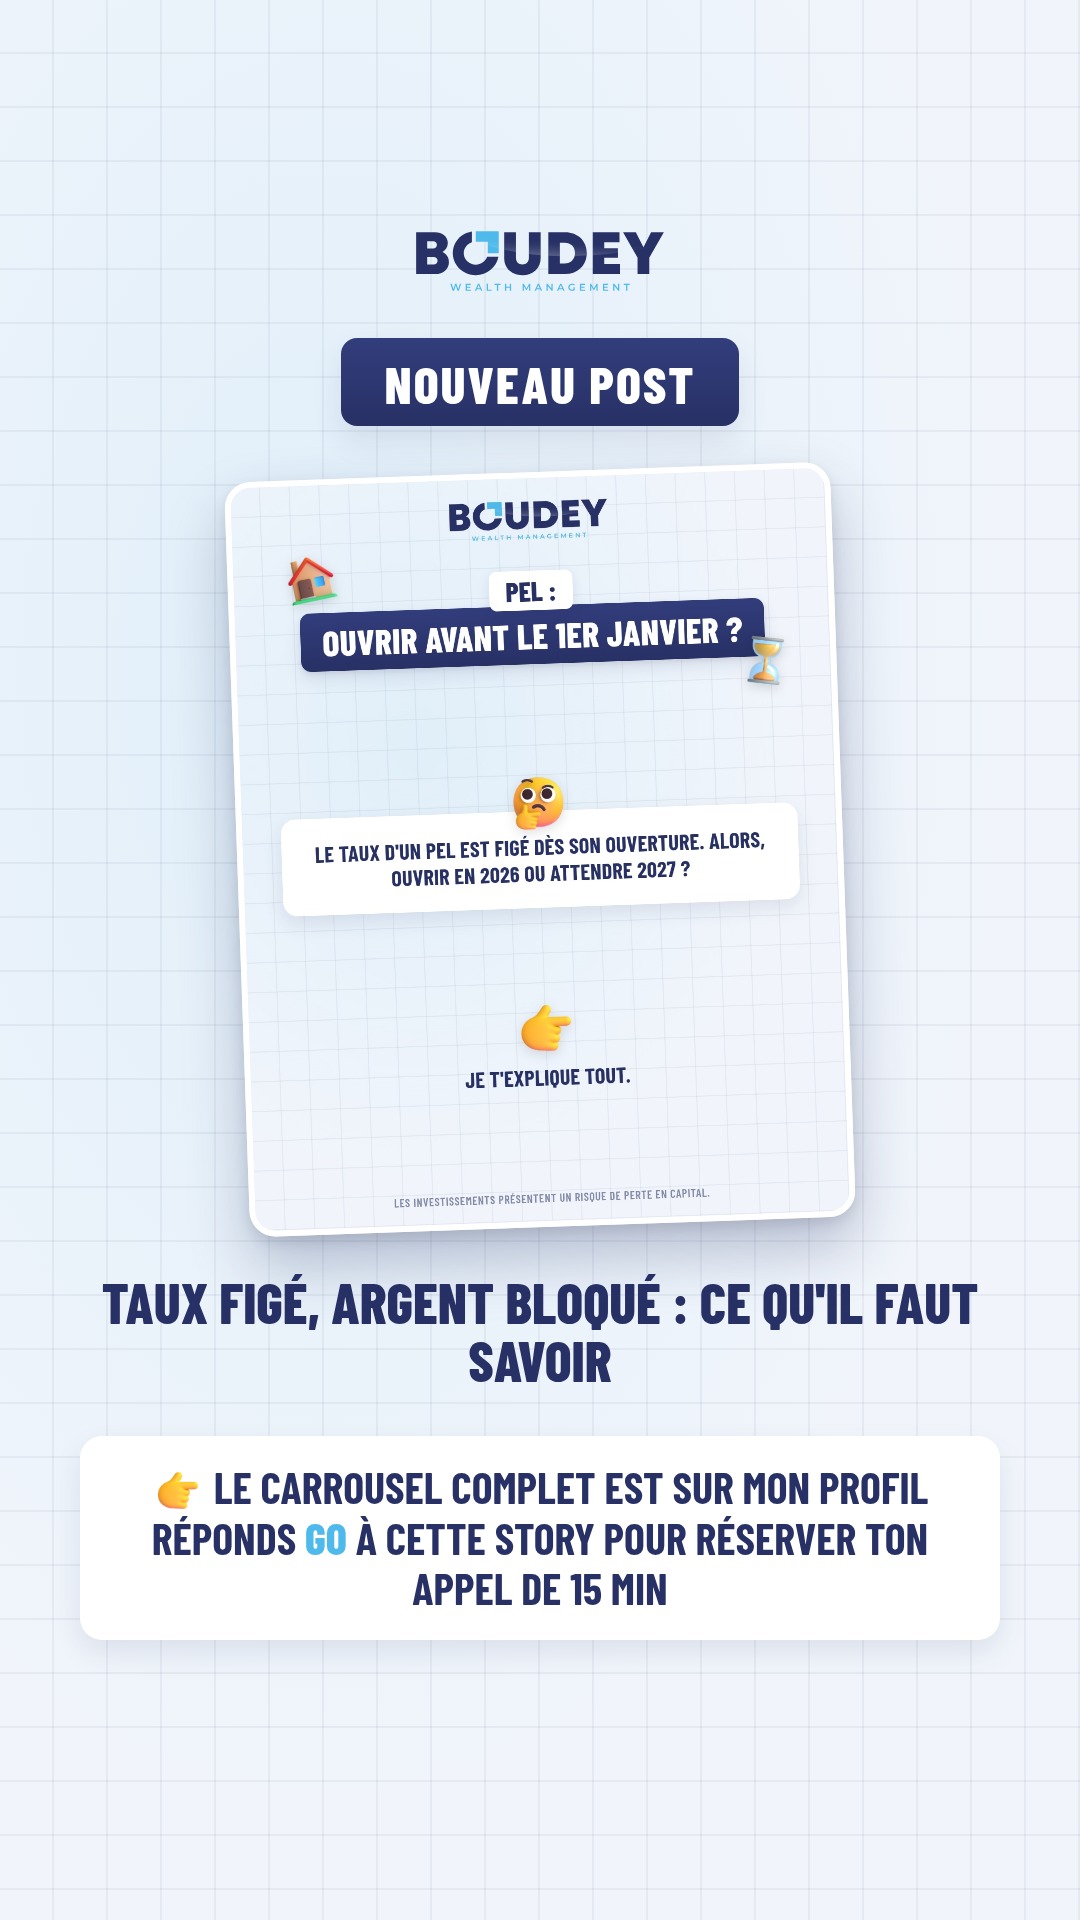 BOUDEY
WEALTH MANAGEMENT
NOUVEAU POST
BOUDEY
WEALTH MANAGEMENT
PEL :
OUVRIR AVANT LE 1ER JANVIER ?
LE TAUX D'UN PEL EST FIGÉ DÈS SON OUVERTURE. ALORS,
OUVRIR EN 2026 OU ATTENDRE 2027 ?
JE T'EXPLIQUE TOUT.
LES INVESTISSEMENTS PRÉSENTENT UN RISQUE DE PERTE EN CAPITAL.
TAUX FIGÉ, ARGENT BLOQUÉ : CE QU'IL FAUT
SAVOIR
👉 LE CARROUSEL COMPLET EST SUR MON PROFIL
RÉPONDS GO À CETTE STORY POUR RÉSERVER TON
APPEL DE 15 MIN